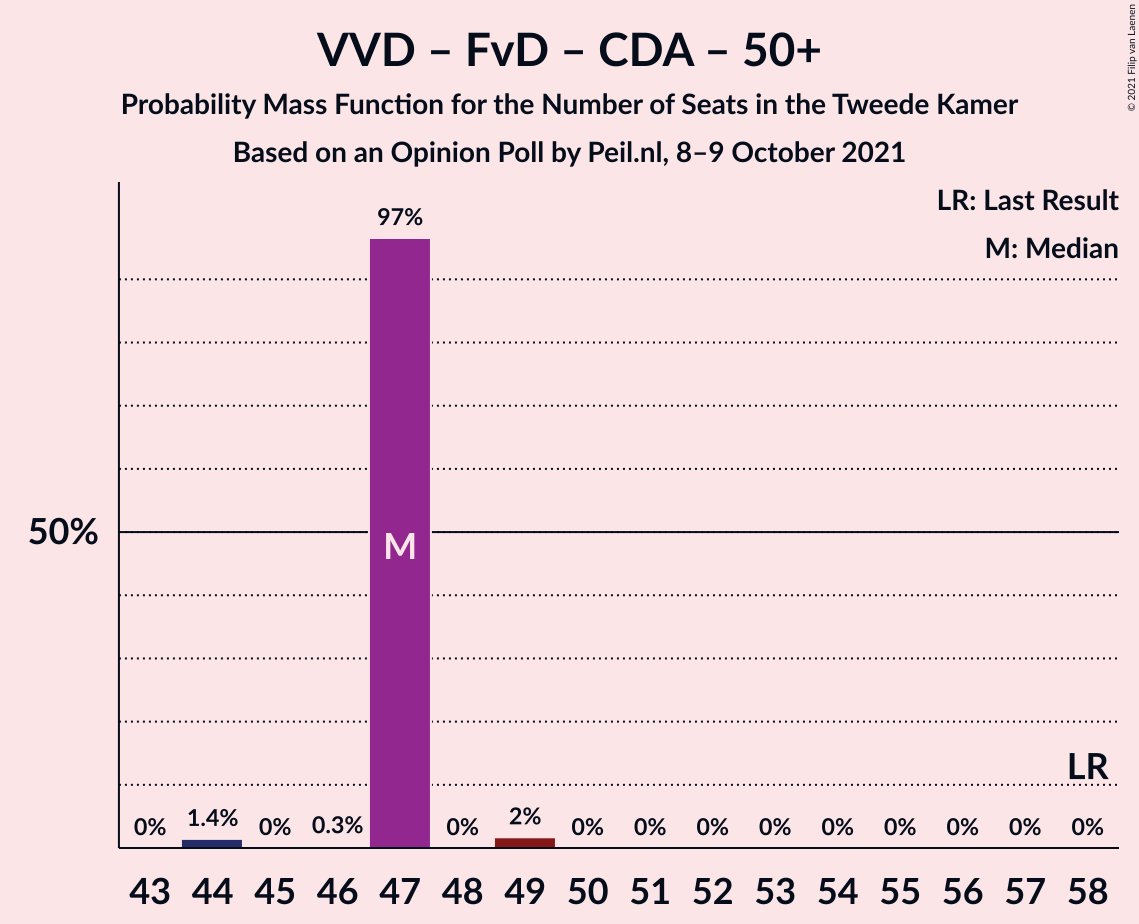 VVD – FvD – CDA – 50+
Probability Mass Function for the Number of Seats in the Tweede Kamer
Based on an Opinion Poll by Peil.nl, 8–9 October 2021
© 2021 Filip van Laenen
LR: Last Result
M: Median
97%
50%
M
LR
0% 1.4% 0% 0.3% 0% 2% 0% 0% 0% 0% 0% 0% 0% 0% 0%
43 44 45 46 47 48 49 50 51 52 53 54 55 56 57 58